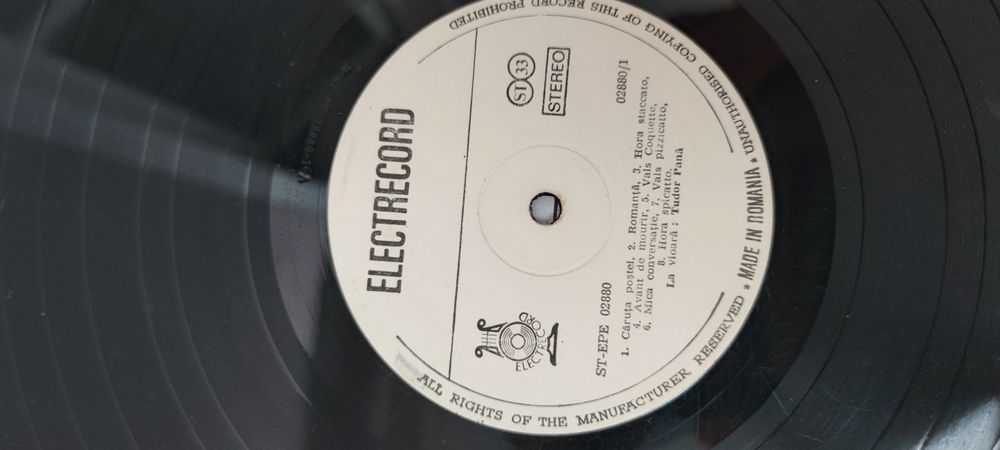 ELECTRECORD
ELECTRECORD
ST 33
STEREO
ST-EPE 02880
02880/1
1. Căruța poștei, 2. Romanță, 3. Hora staccato,
4. Avant de mourir, 5. Vals Coquette,
6. Mica conversație, 7. Vals pizzicatto,
8. Hora spicatto.
La vioară : Tudor Pană
ALL RIGHTS OF THE MANUFACTURER RESERVED * MADE IN ROMANIA * UNAUTHORISED COPYING OF THIS RECORD PROHIBITED